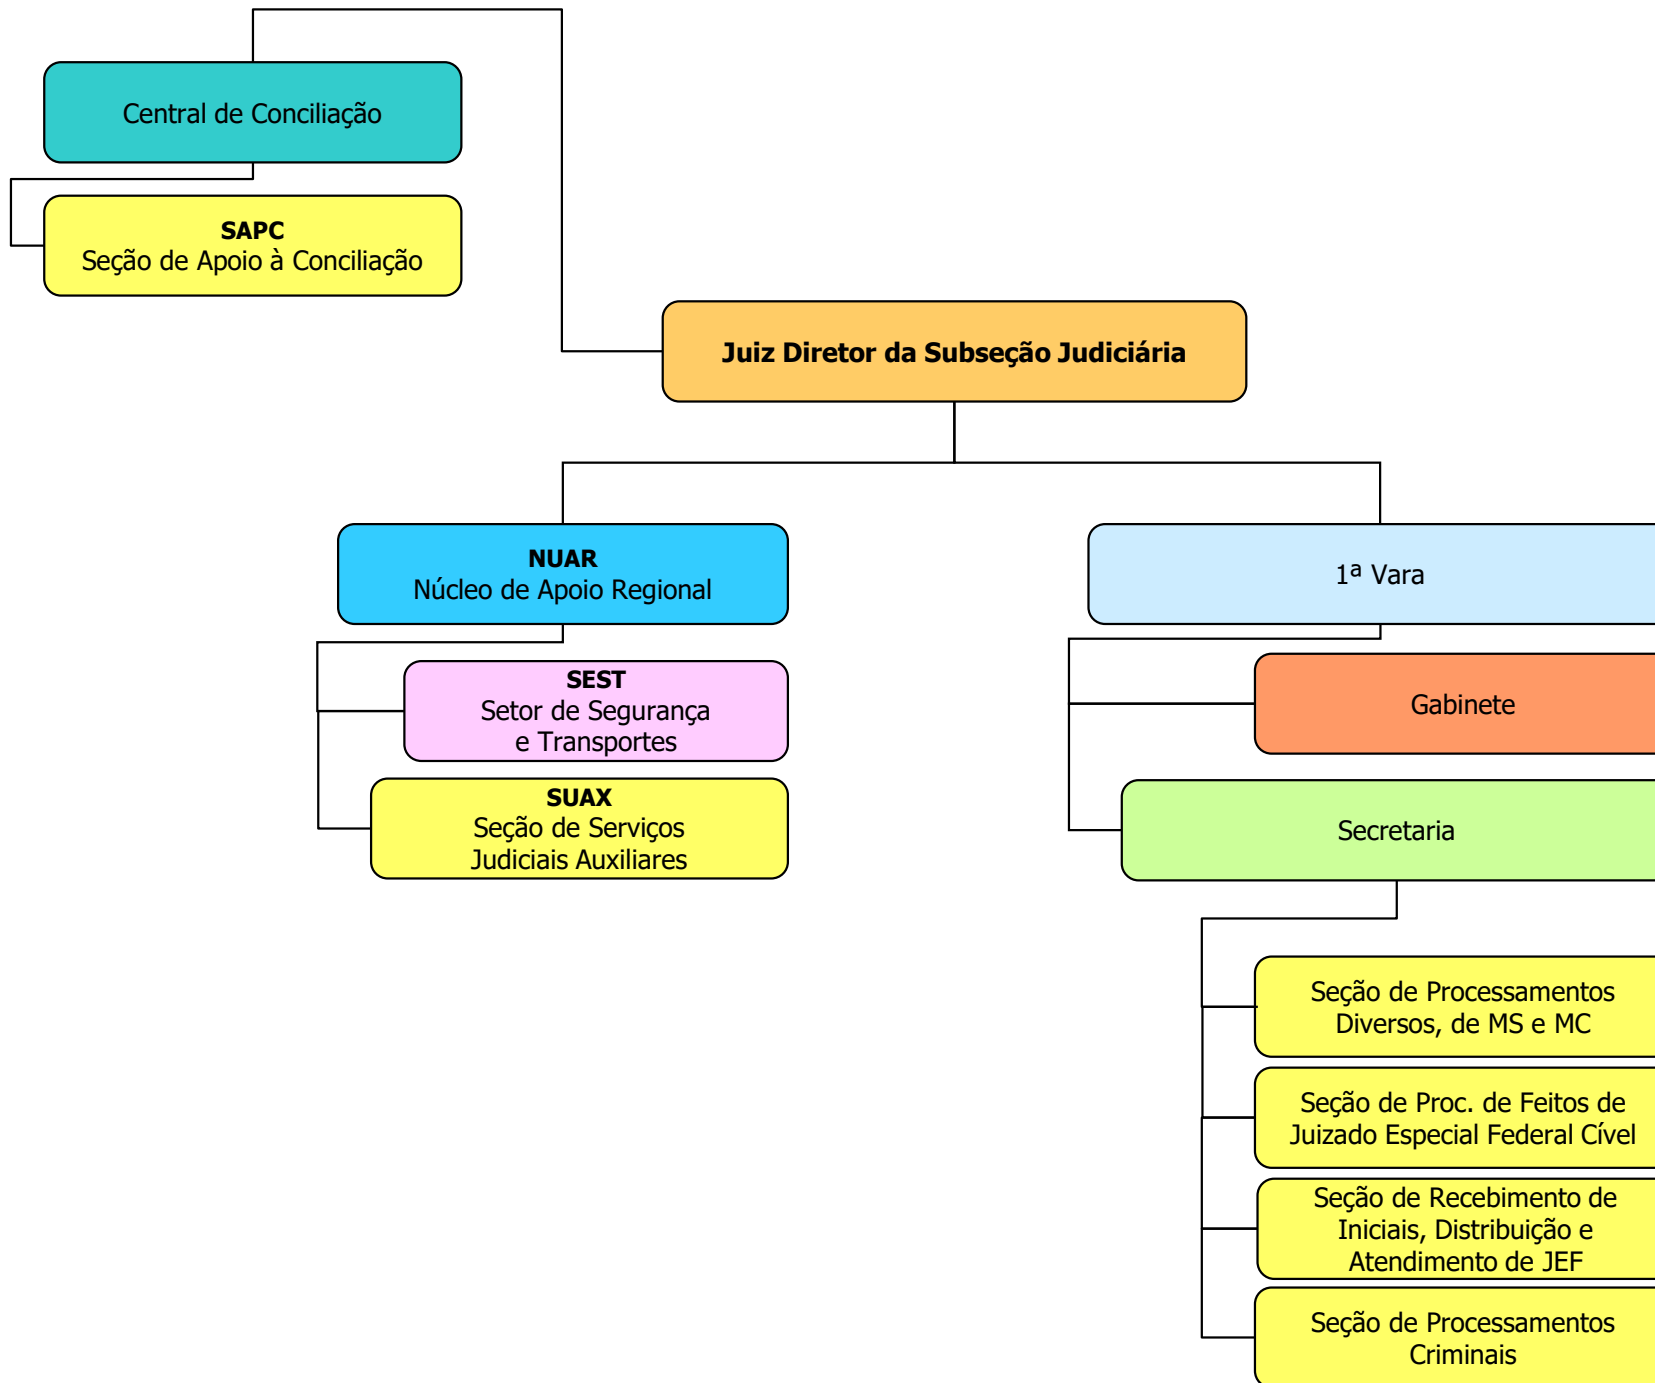 Central de Conciliação
SAPC
Seção de Apoio à Conciliação
Juiz Diretor da Subseção Judiciária
NUAR
Núcleo de Apoio Regional
SEST
Setor de Segurança
e Transportes
SUAX
Seção de Serviços
Judiciais Auxiliares
1ª Vara
Gabinete
Secretaria
Seção de Processamentos
Diversos, de MS e MC
Seção de Proc. de Feitos de
Juizado Especial Federal Cível
Seção de Recebimento de
Iniciais, Distribuição e
Atendimento de JEF
Seção de Processamentos
Criminais